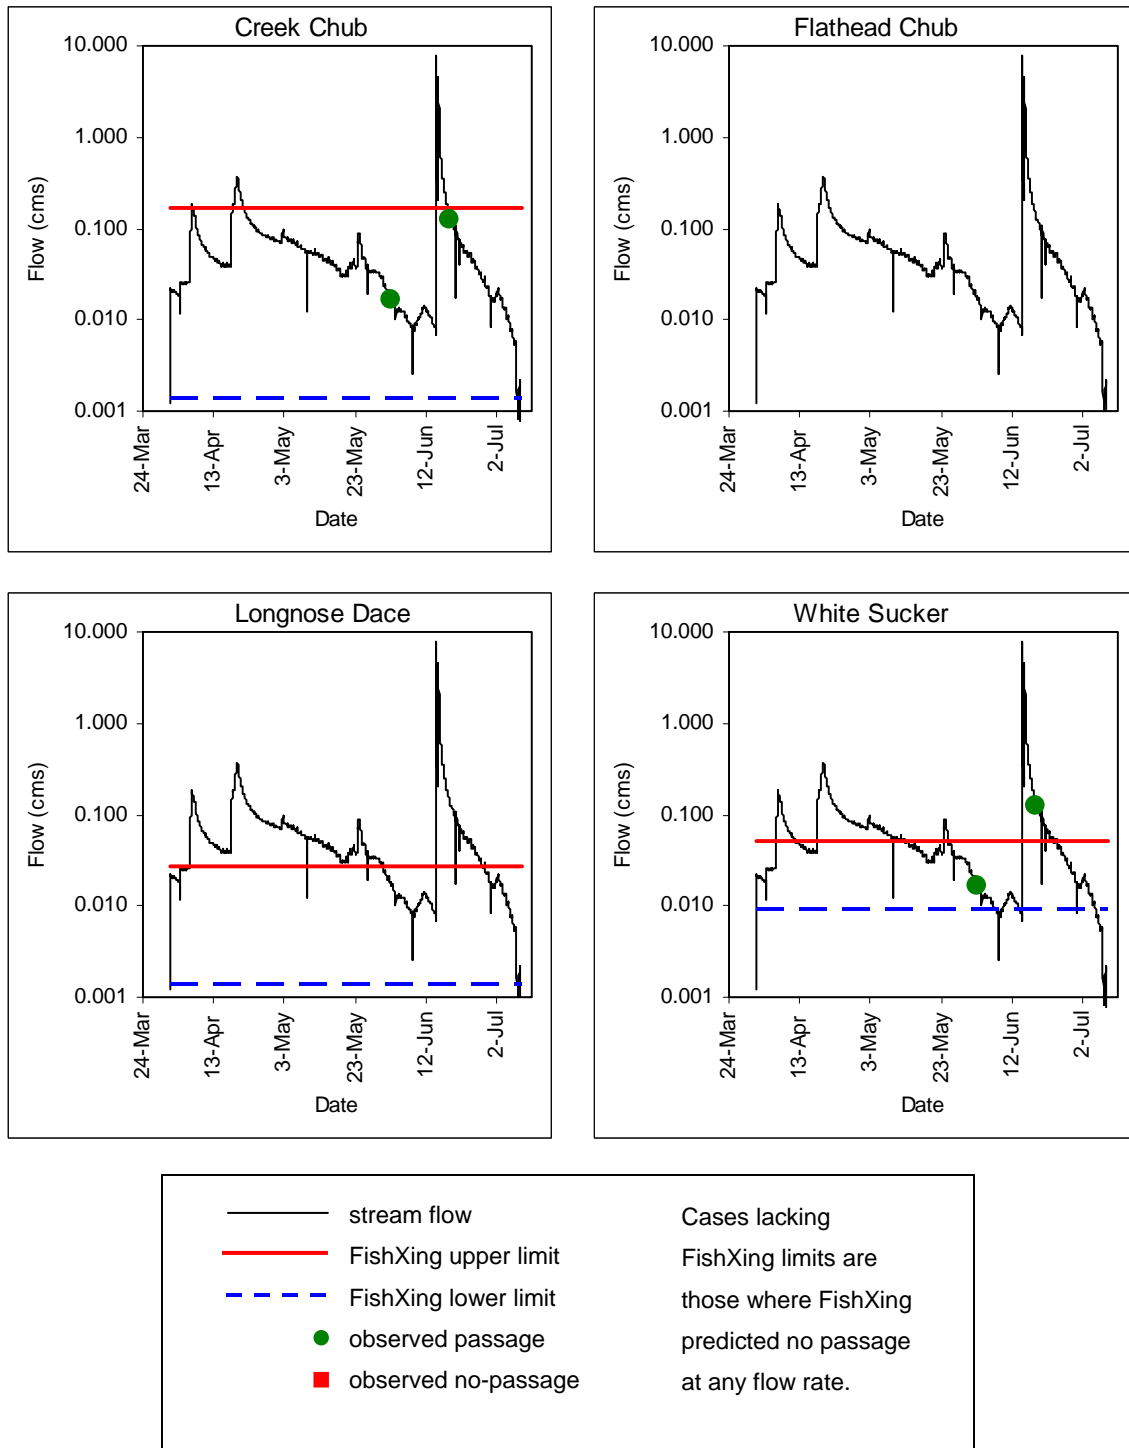 Creek Chub
10.000
1.000
0.100
0.010
0.001
Flow (cms)
24-Mar
13-Apr
3-May
23-May
12-Jun
2-Jul
Date
Flathead Chub
10.000
1.000
0.100
0.010
0.001
Flow (cms)
24-Mar
13-Apr
3-May
23-May
12-Jun
2-Jul
Date
Longnose Dace
10.000
1.000
0.100
0.010
0.001
Flow (cms)
24-Mar
13-Apr
3-May
23-May
12-Jun
2-Jul
Date
White Sucker
10.000
1.000
0.100
0.010
0.001
Flow (cms)
24-Mar
13-Apr
3-May
23-May
12-Jun
2-Jul
Date
stream flow
FishXing upper limit
FishXing lower limit
observed passage
observed no-passage
Cases lacking
FishXing limits are
those where FishXing
predicted no passage
at any flow rate.